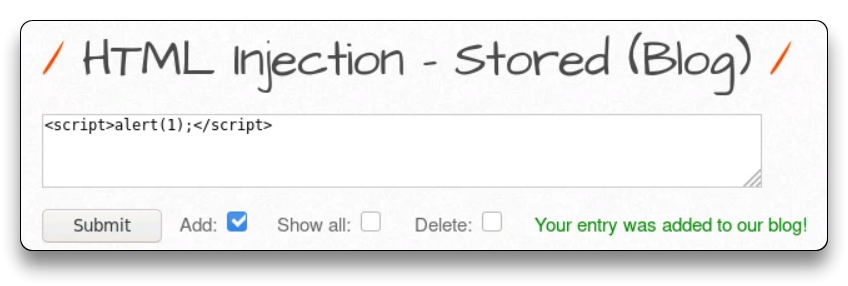 / HTML Injection - Stored (Blog) /
<script>alert(1);</script>
Submit Add: Show all: Delete: Your entry was added to our blog!